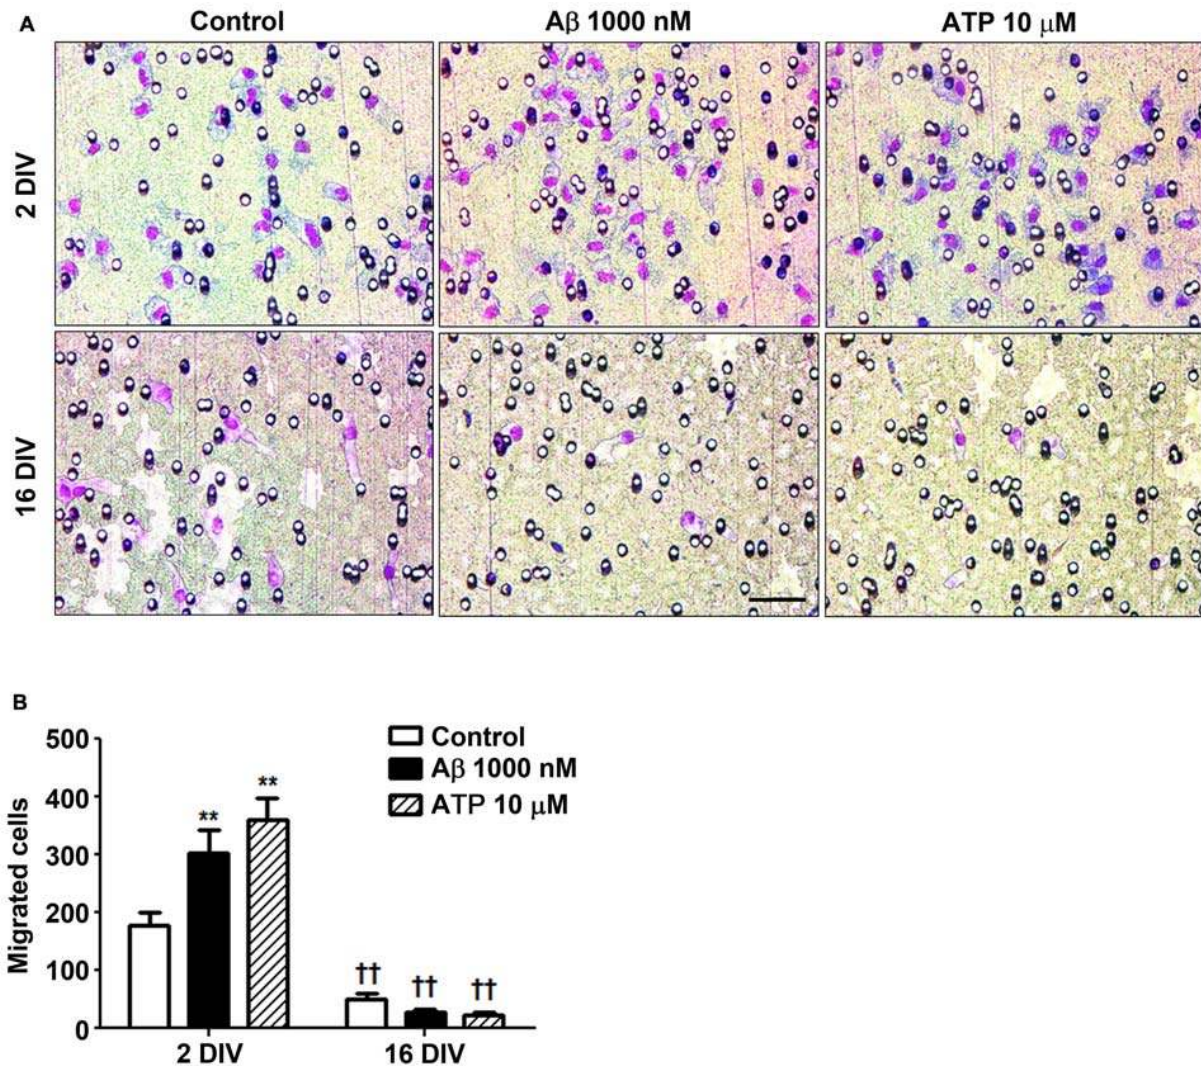 A
Control Aβ 1000 nM ATP 10 μM
2 DIV
16 DIV
B
500
400
300
200
100
0
Migrated cells
Control
Aβ 1000 nM
ATP 10 μM
** **
†† †† ††
2 DIV 16 DIV